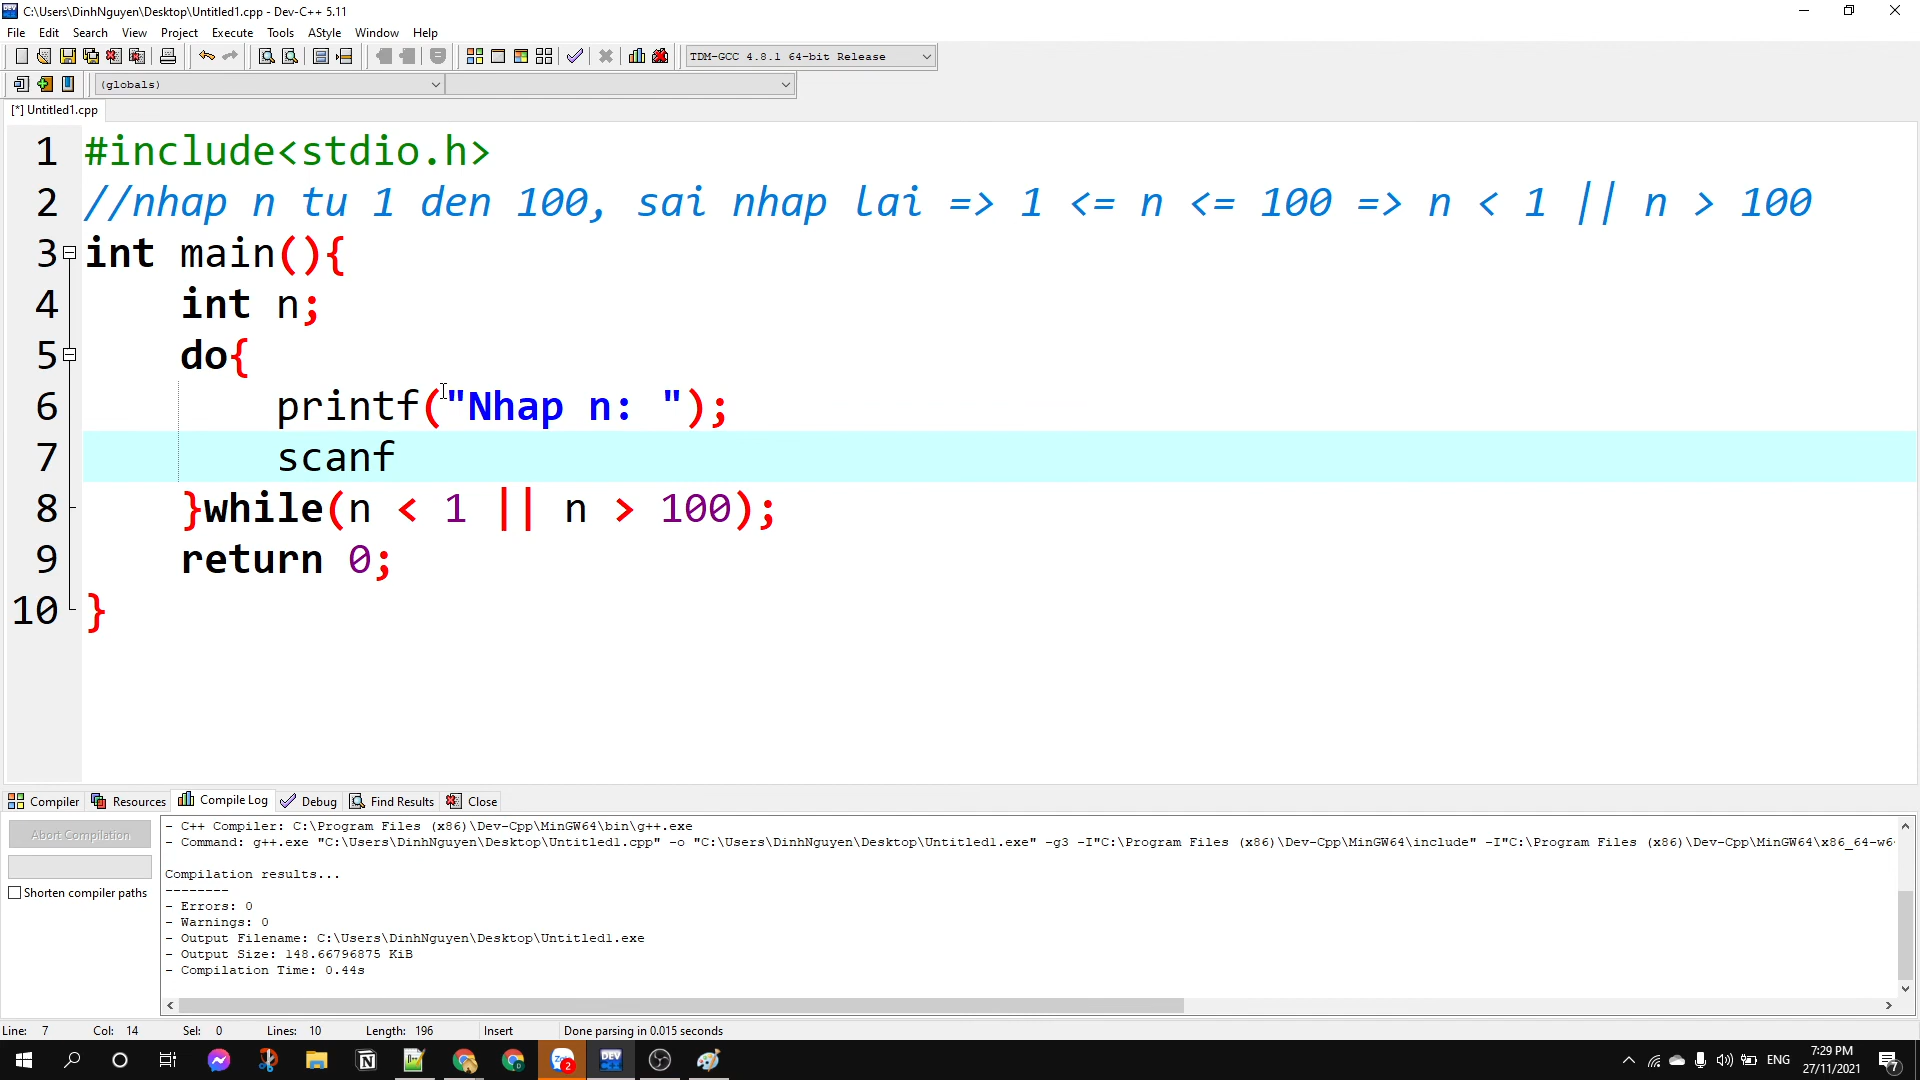 C:\Users\DinhNguyen\Desktop\Untitled1.cpp - Dev-C++ 5.11
File Edit Search View Project Execute Tools AStyle Window Help
TDM-GCC 4.8.1 64-bit Release
(globals)
[*] Untitled1.cpp
1 #include<stdio.h>
2 //nhap n tu 1 den 100, sai nhap lai => 1 <= n <= 100 => n < 1 || n > 100
3 int main(){
4 int n;
5 do{
6 printf("Nhap n: ");
7 scanf
8 }while(n < 1 || n > 100);
9 return 0;
10 }
Compiler Resources Compile Log Debug Find Results Close
Abort Compilation
Shorten compiler paths
- C++ Compiler: C:\Program Files (x86)\Dev-Cpp\MinGW64\bin\g++.exe
- Command: g++.exe "C:\Users\DinhNguyen\Desktop\Untitled1.cpp" -o "C:\Users\DinhNguyen\Desktop\Untitled1.exe" -g3 -I"C:\Program Files (x86)\Dev-Cpp\MinGW64\include" -I"C:\Program Files (x86)\Dev-Cpp\MinGW64\x86_64-w6
Compilation results...
--------
- Errors: 0
- Warnings: 0
- Output Filename: C:\Users\DinhNguyen\Desktop\Untitled1.exe
- Output Size: 148.66796875 KiB
- Compilation Time: 0.44s
Line: 7 Col: 14 Sel: 0 Lines: 10 Length: 196 Insert Done parsing in 0.015 seconds
ENG
7:29 PM
27/11/2021